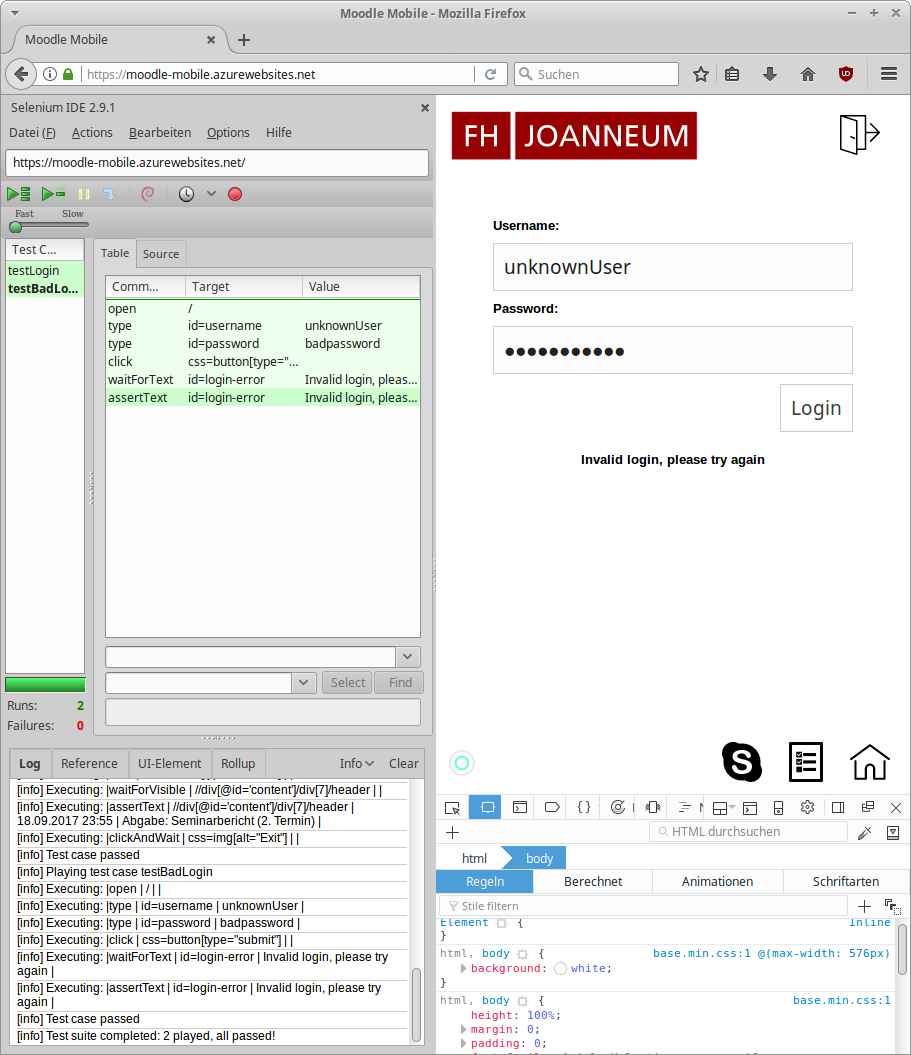 Moodle Mobile - Mozilla Firefox
Moodle Mobile
https://moodle-mobile.azurewebsites.net
Suchen
Selenium IDE 2.9.1
Datei (F) Actions Bearbeiten Options Hilfe
https://moodle-mobile.azurewebsites.net/
Fast Slow
Test C...
testLogin
testBadLo...
Table Source
Comm... Target Value
open /
type id=username unknownUser
type id=password badpassword
click css=button[type="...
waitForText id=login-error Invalid login, pleas...
assertText id=login-error Invalid login, pleas...
Select Find
Runs: 2
Failures: 0
Log Reference UI-Element Rollup Info Clear
[info] Executing: |waitForVisible | //div[@id='content']/div[7]/header | |
[info] Executing: |assertText | //div[@id='content']/div[7]/header |
18.09.2017 23:55 | Abgabe: Seminarbericht (2. Termin) |
[info] Executing: |clickAndWait | css=img[alt="Exit"] | |
[info] Test case passed
[info] Playing test case testBadLogin
[info] Executing: |open | / | |
[info] Executing: |type | id=username | unknownUser |
[info] Executing: |type | id=password | badpassword |
[info] Executing: |click | css=button[type="submit"] | |
[info] Executing: |waitForText | id=login-error | Invalid login, please try
again |
[info] Executing: |assertText | id=login-error | Invalid login, please try
again |
[info] Test case passed
[info] Test suite completed: 2 played, all passed!
FH JOANNEUM
Username:
unknownUser
Password:
●●●●●●●●●●●
Login
Invalid login, please try again
HTML durchsuchen
html body
Regeln Berechnet Animationen Schriftarten
Stile filtern
Element { Inline
}
html, body { base.min.css:1 @(max-width: 576px)
background: white;
}
html, body { base.min.css:1
height: 100%;
margin: 0;
padding: 0;